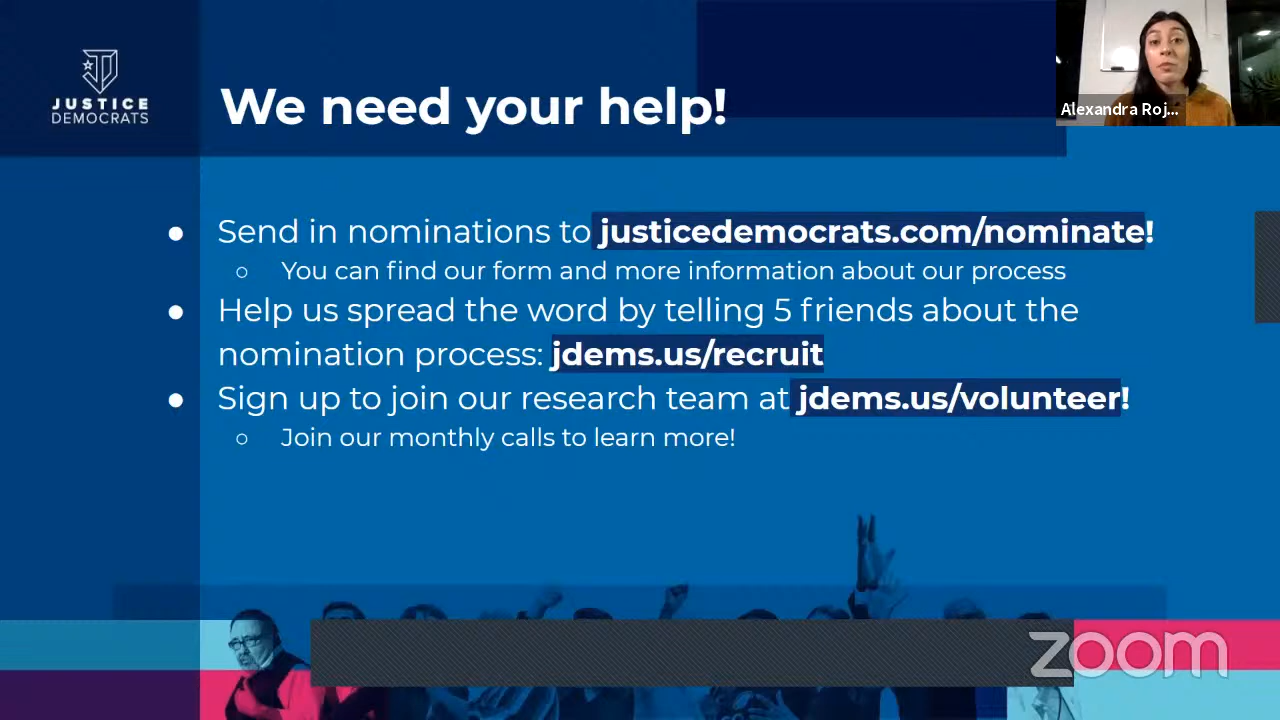 JUSTICE
DEMOCRATS
We need your help!
Alexandra Roj...
● Send in nominations to justicedemocrats.com/nominate!
○ You can find our form and more information about our process
● Help us spread the word by telling 5 friends about the
nomination process: jdems.us/recruit
● Sign up to join our research team at jdems.us/volunteer!
○ Join our monthly calls to learn more!
zoom